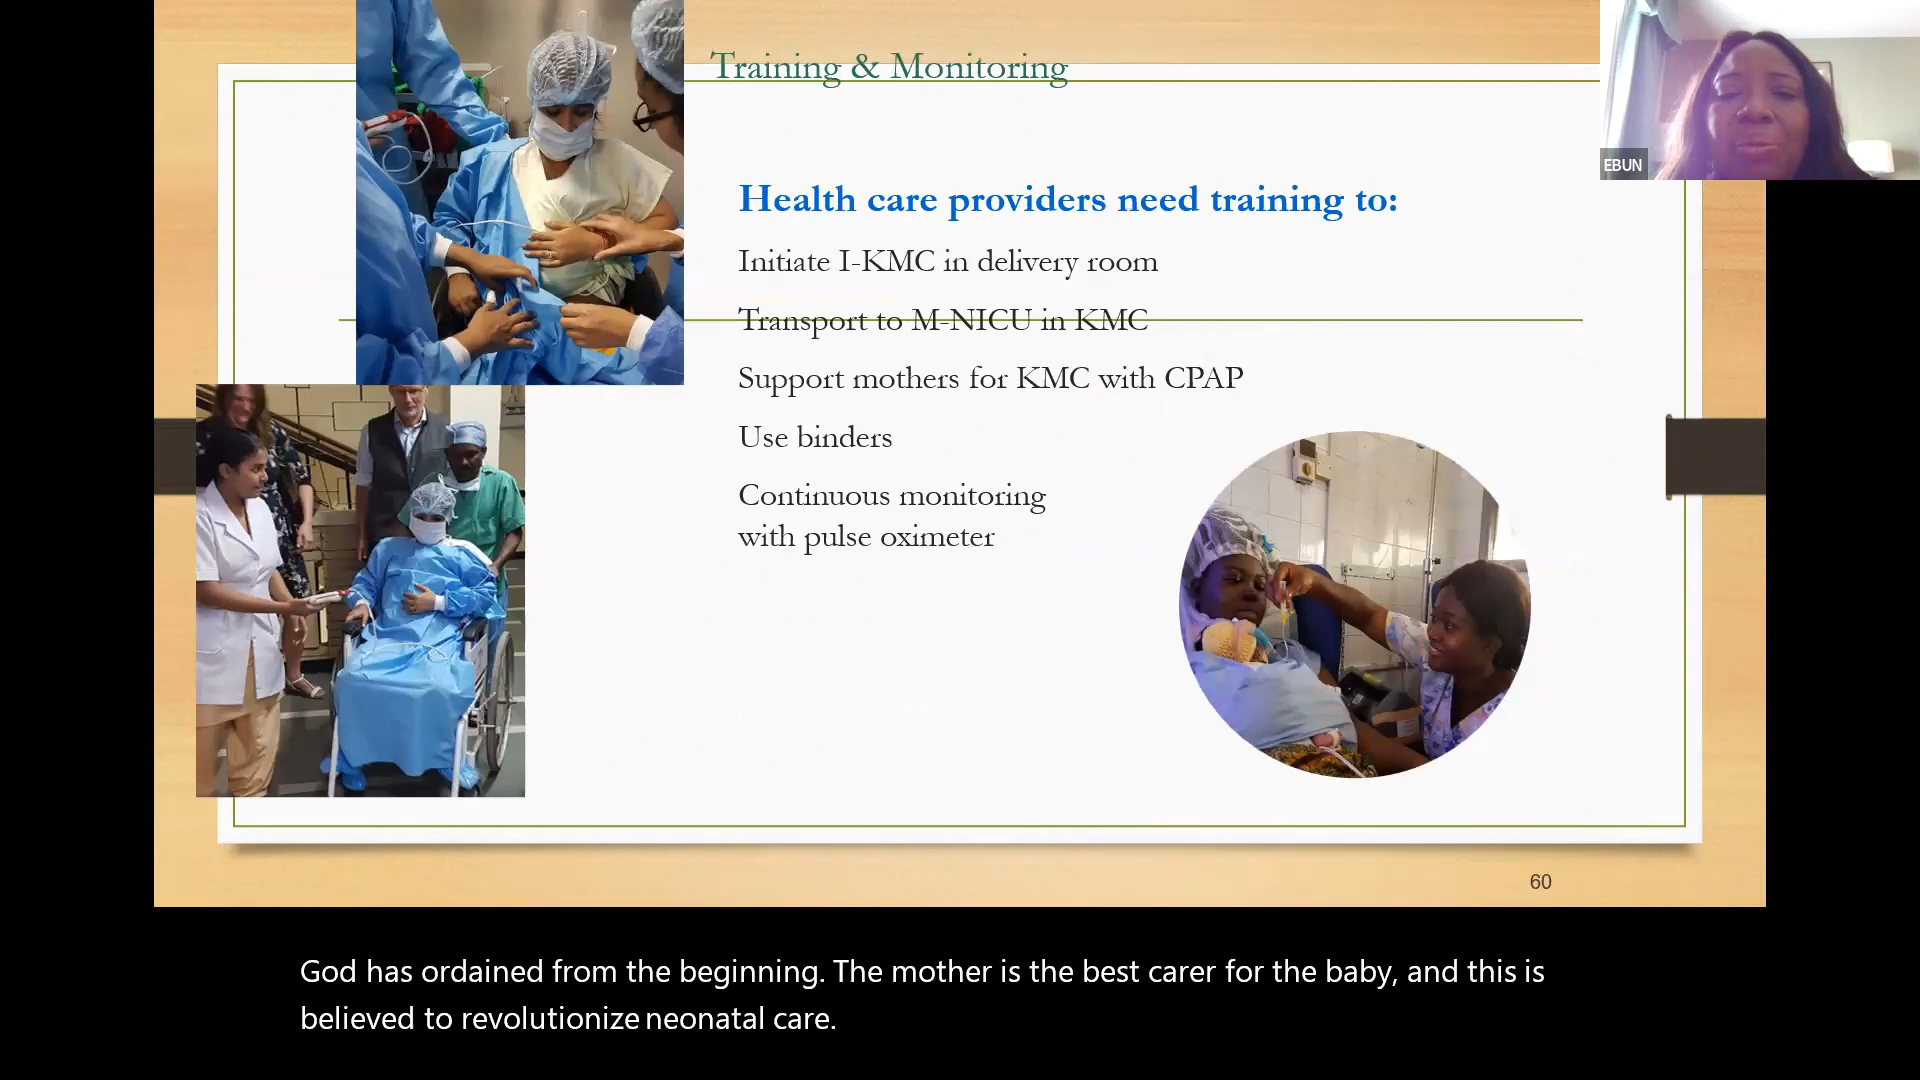 Training & Monitoring
EBUN
Health care providers need training to:
Initiate I-KMC in delivery room
Transport to M-NICU in KMC
Support mothers for KMC with CPAP
Use binders
Continuous monitoring
with pulse oximeter
60
God has ordained from the beginning. The mother is the best carer for the baby, and this is
believed to revolutionize neonatal care.